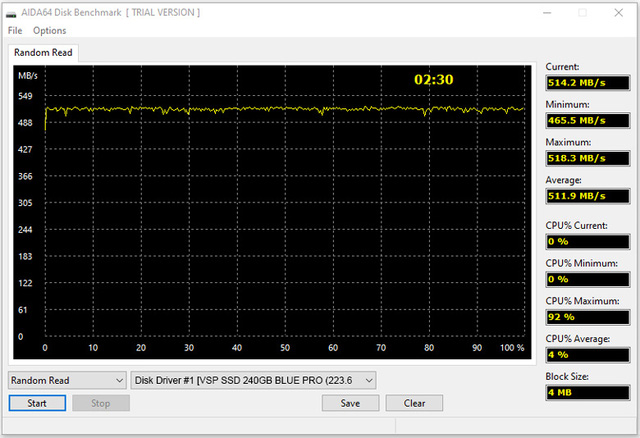 AIDA64 Disk Benchmark [ TRIAL VERSION ]
File Options
Random Read
MB/s
02:30
549
488
427
366
305
244
183
122
61
0
0 10 20 30 40 50 60 70 80 90 100 %
Current:
514.2 MB/s
Minimum:
465.5 MB/s
Maximum:
518.3 MB/s
Average:
511.9 MB/s
CPU% Current:
0 %
CPU% Minimum:
0 %
CPU% Maximum:
92 %
CPU% Average:
4 %
Block Size:
4 MB
Random Read
Disk Driver #1 [VSP SSD 240GB BLUE PRO (223.6
Start Stop Save Clear